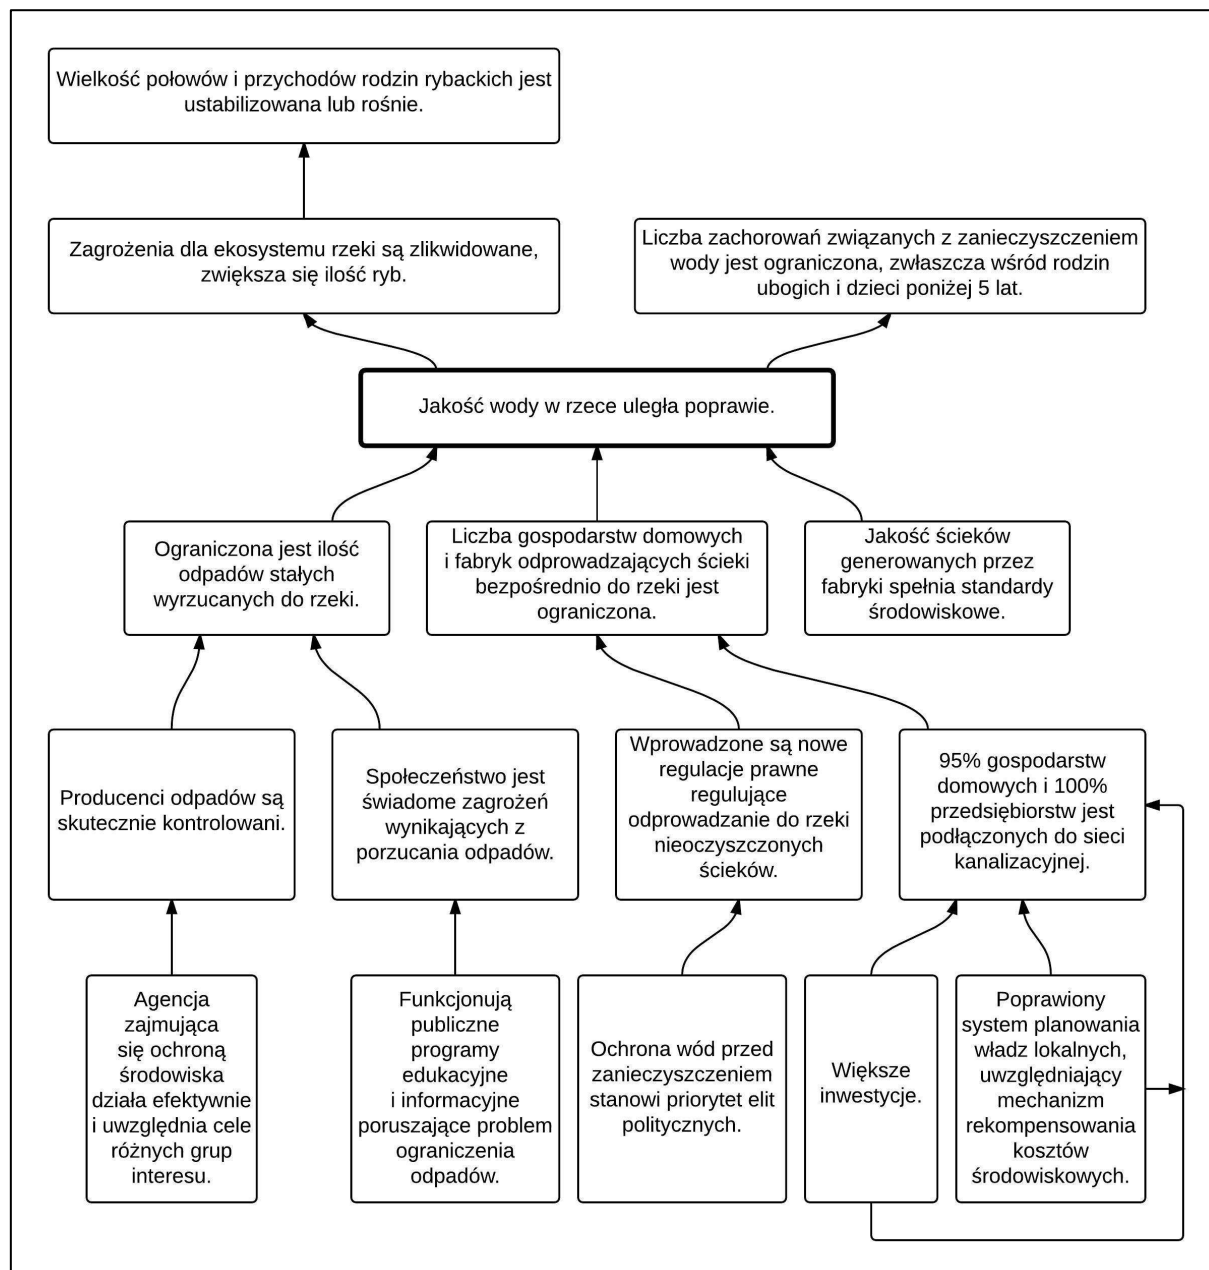 Wielkość połowów i przychodów rodzin rybackich jest
ustabilizowana lub rośnie.
Zagrożenia dla ekosystemu rzeki są zlikwidowane,
zwiększa się ilość ryb.
Liczba zachorowań związanych z zanieczyszczeniem
wody jest ograniczona, zwłaszcza wśród rodzin
ubogich i dzieci poniżej 5 lat.
Jakość wody w rzece uległa poprawie.
Ograniczona jest ilość
odpadów stałych
wyrzucanych do rzeki.
Liczba gospodarstw domowych
i fabryk odprowadzających ścieki
bezpośrednio do rzeki jest
ograniczona.
Jakość ścieków
generowanych przez
fabryki spełnia standardy
środowiskowe.
Producenci odpadów są
skutecznie kontrolowani.
Społeczeństwo jest
świadome zagrożeń
wynikających z
porzucania odpadów.
Wprowadzone są nowe
regulacje prawne
regulujące
odprowadzanie do rzeki
nieoczyszczonych
ścieków.
95% gospodarstw
domowych i 100%
przedsiębiorstw jest
podłączonych do sieci
kanalizacyjnej.
Agencja
zajmująca
się ochroną
środowiska
działa efektywnie
i uwzględnia cele
różnych grup
interesu.
Funkcjonują
publiczne
programy
edukacyjne
i informacyjne
poruszające problem
ograniczenia
odpadów.
Ochrona wód przed
zanieczyszczeniem
stanowi priorytet elit
politycznych.
Większe
inwestycje.
Poprawiony
system planowania
władz lokalnych,
uwzględniający
mechanizm
rekompensowania
kosztów
środowiskowych.